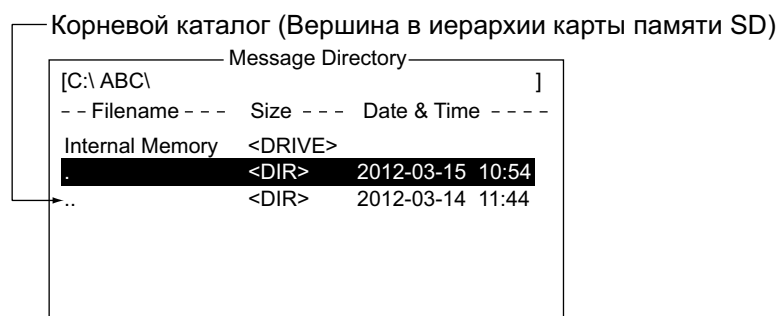 Корневой каталог (Вершина в иерархии карты памяти SD)
Message Directory
[C:\ ABC\ ]
– – Filename – – – Size – – – Date & Time – – – –
Internal Memory <DRIVE>
. <DIR> 2012-03-15 10:54
.. <DIR> 2012-03-14 11:44